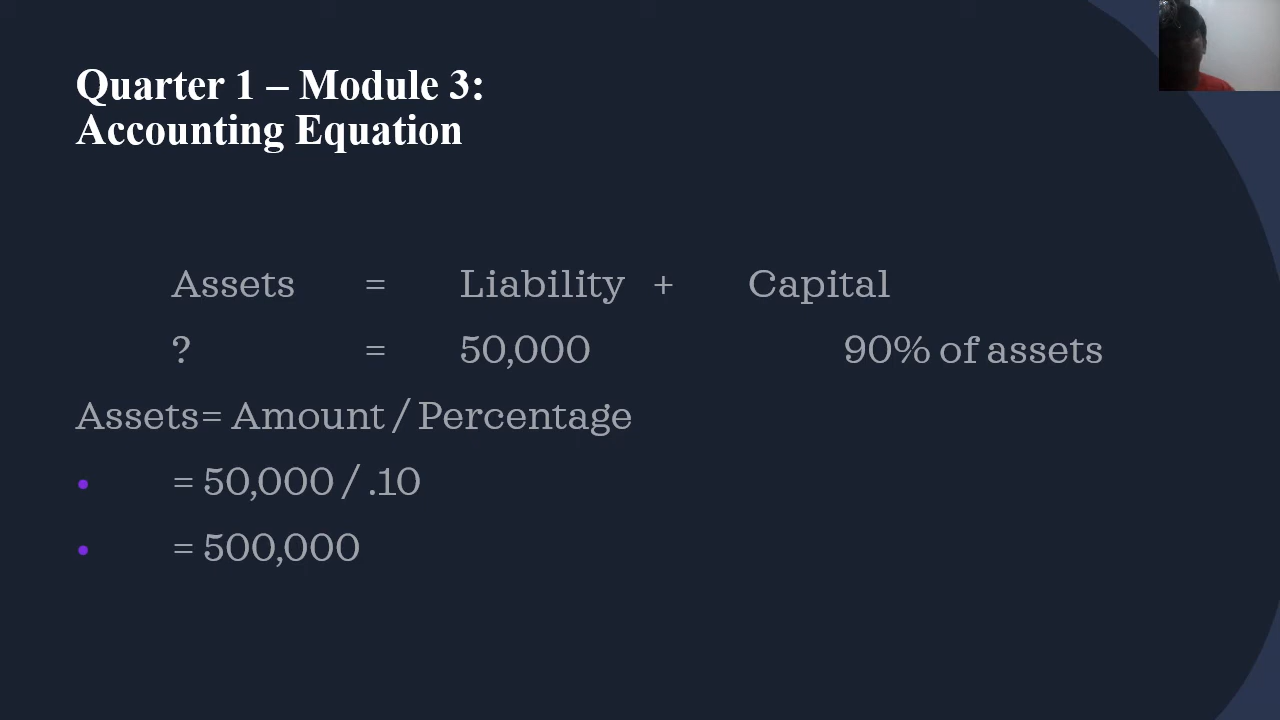 Quarter 1 – Module 3:
Accounting Equation
Assets = Liability + Capital
? = 50,000 90% of assets
Assets= Amount / Percentage
• = 50,000 / .10
• = 500,000